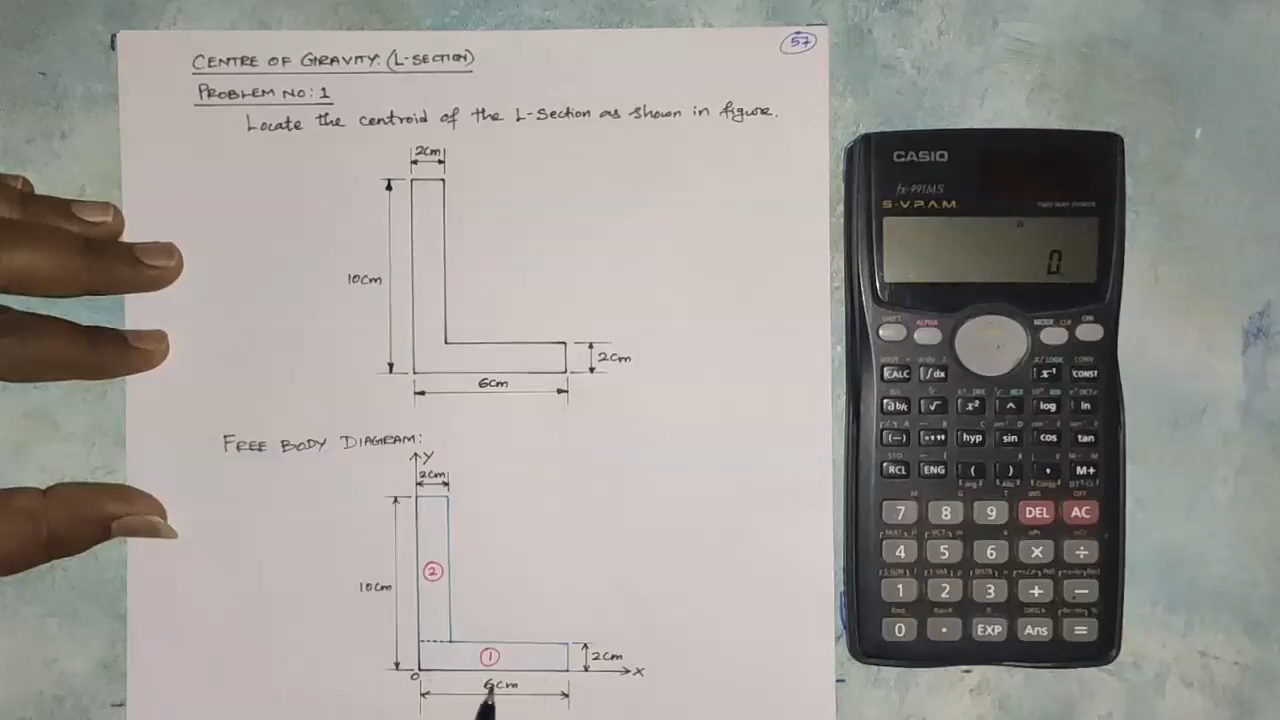 57
CENTRE OF GRAVITY: (L-SECTION)
PROBLEM NO: 1
Locate the centroid of the L-Section as shown in figure.
2cm
10cm
2cm
6cm
FREE BODY DIAGRAM:
Y
2cm
2
10cm
1
2cm
0
X
6cm
CASIO
fx-991MS
S-V.P.A.M.
TWO WAY POWER
0.
SHIFT ALPHA MODE CLR ON
CALC ∫dx x⁻¹ CONST
ab/c √ x² ^ log ln
(−) °’” hyp sin cos tan
RCL ENG ( ) , M+
7 8 9 DEL AC
4 5 6 × ÷
1 2 3 + −
0 · EXP Ans =